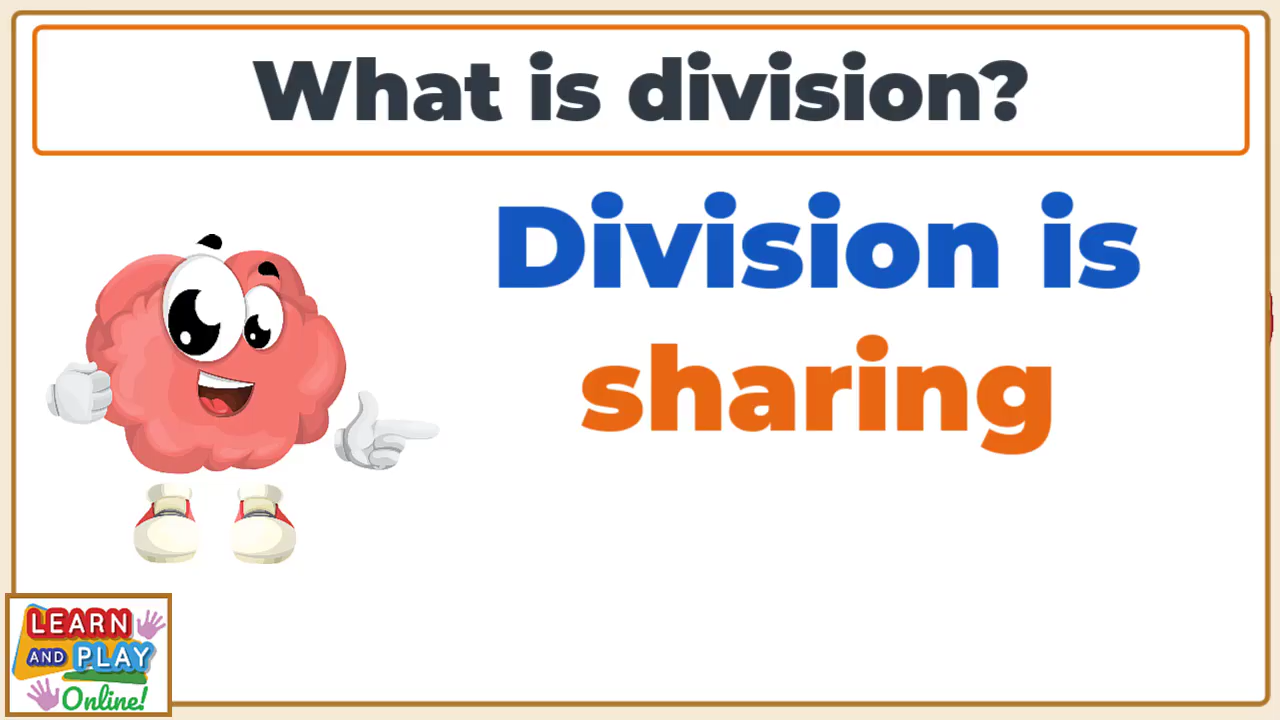 What is division?
Division is
sharing
LEARN
AND PLAY
Online!